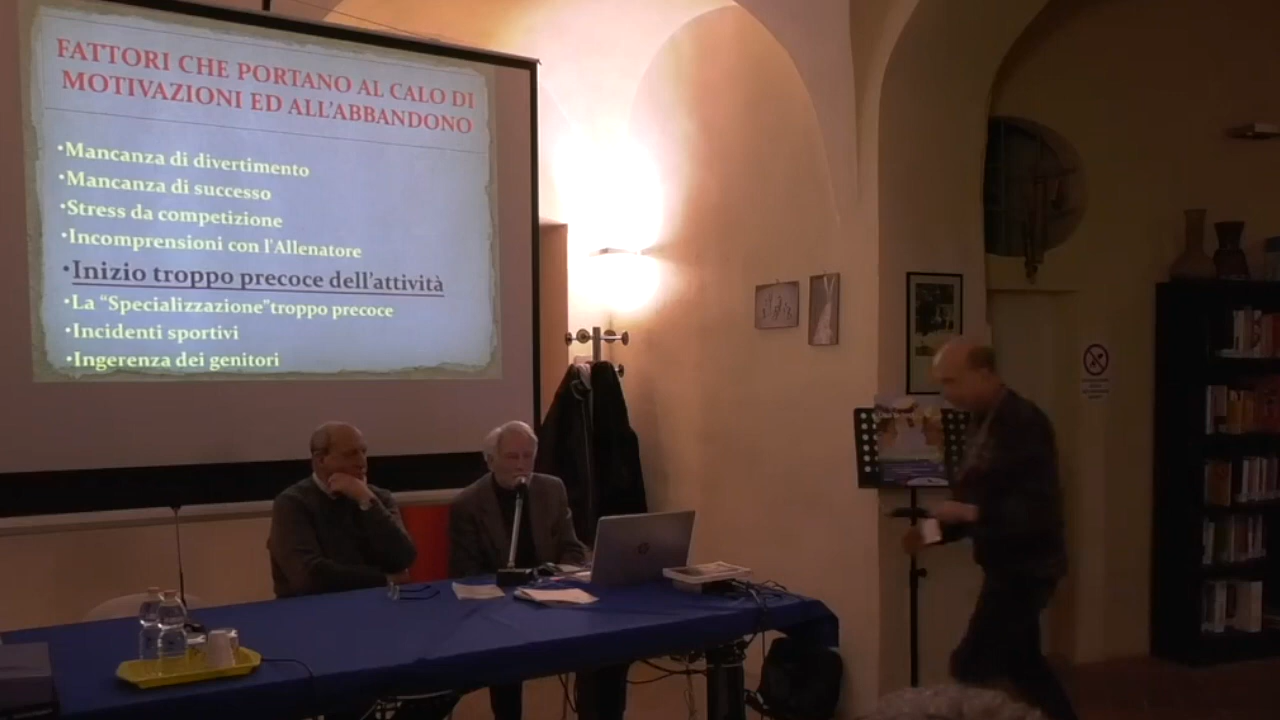 FATTORI CHE PORTANO AL CALO DI
MOTIVAZIONI ED ALL'ABBANDONO
•Mancanza di divertimento
•Mancanza di successo
•Stress da competizione
•Incomprensioni con l'Allenatore
•Inizio troppo precoce dell'attività
•La “Specializzazione”troppo precoce
•Incidenti sportivi
•Ingerenza dei genitori